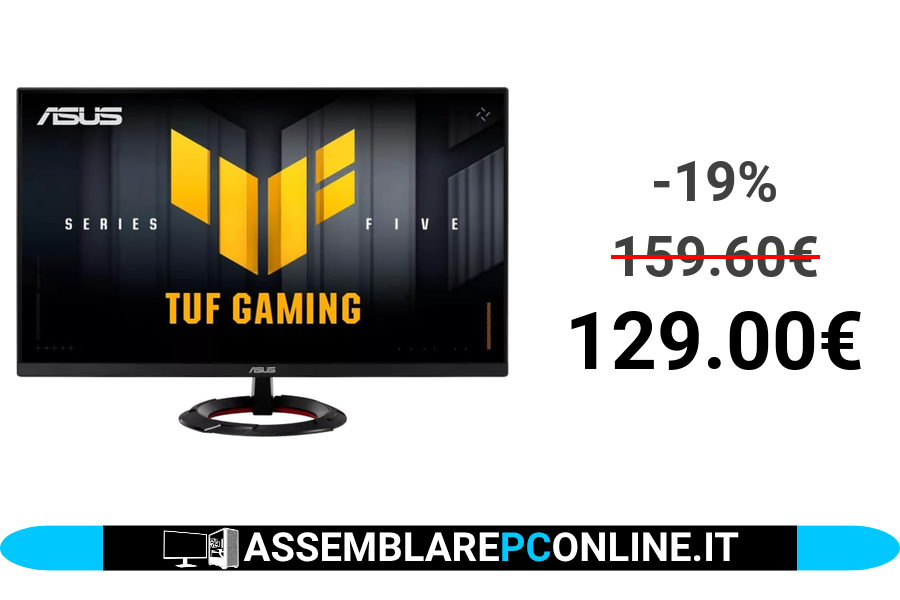 ASUS
SERIES FIVE
TUF GAMING
ASUS
-19%
159.60€
129.00€
ASSEMBLAREPCONLINE.IT